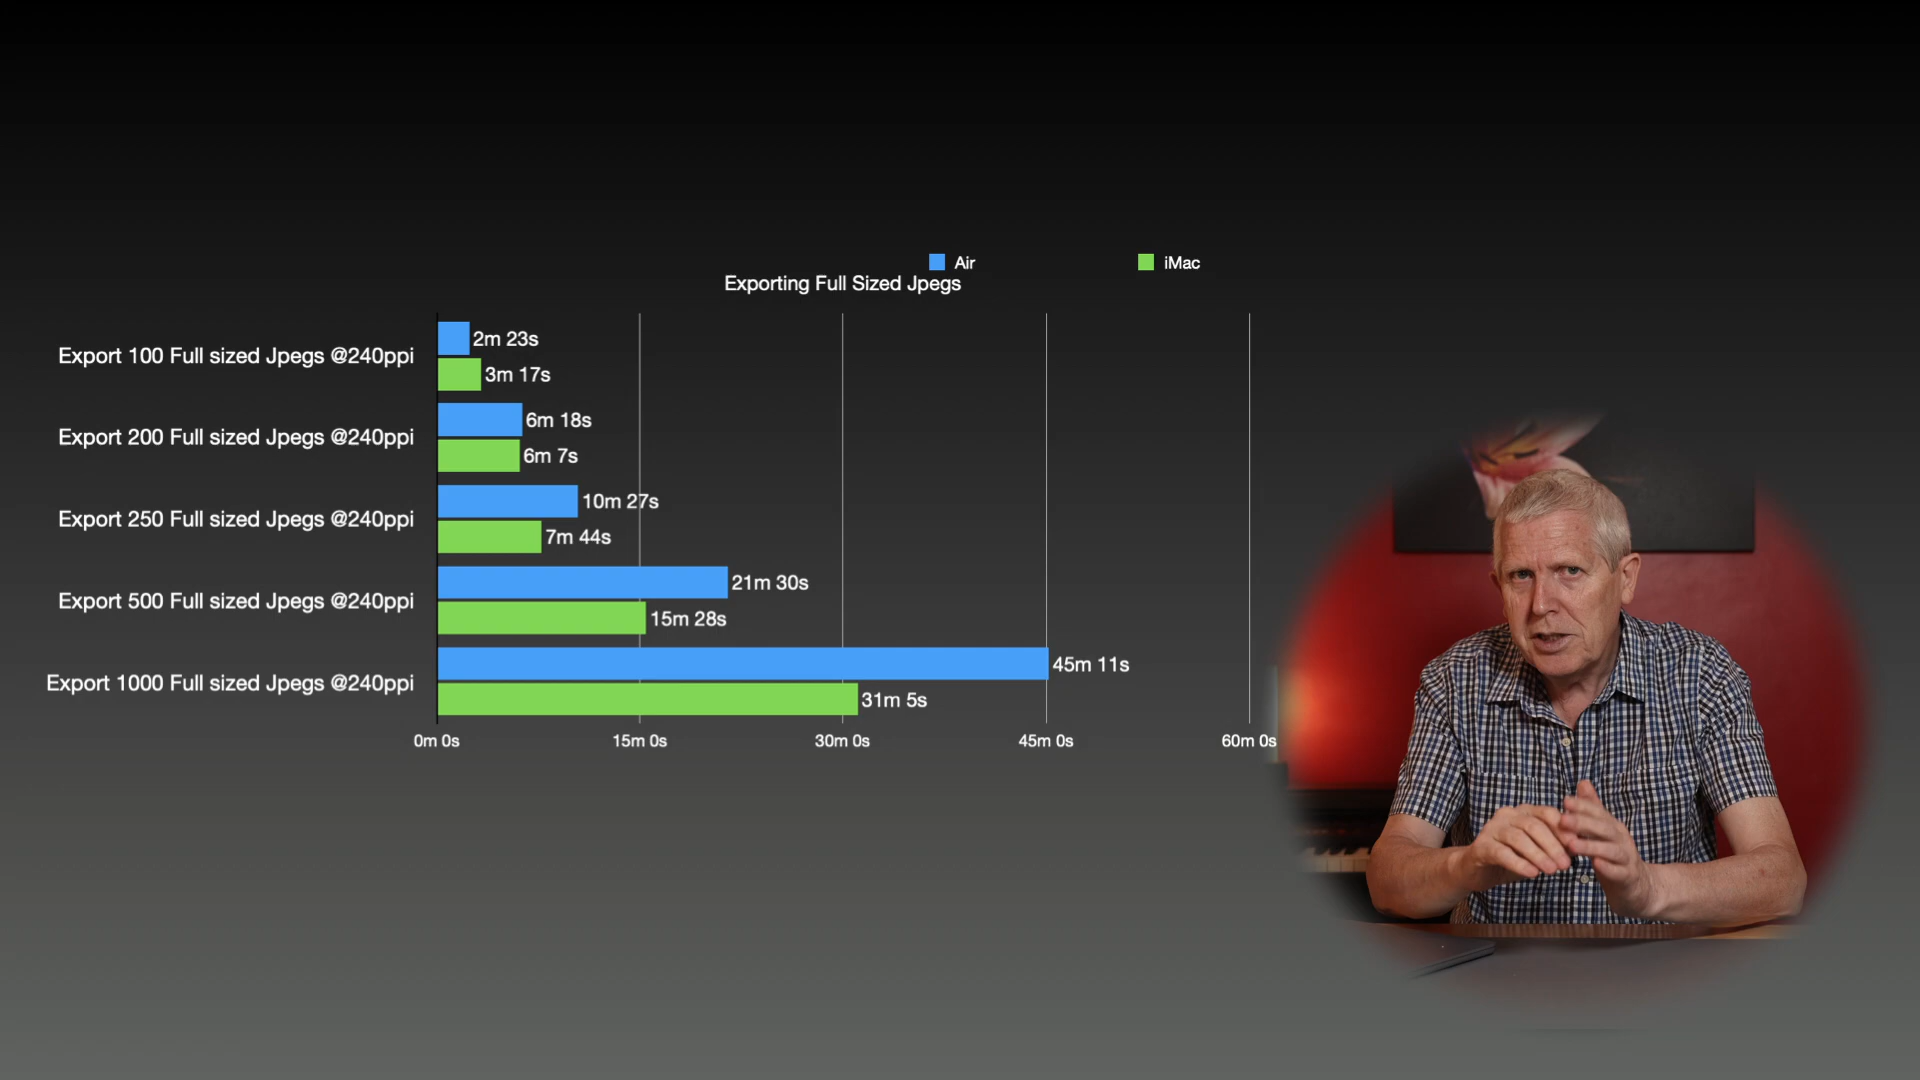 Air
iMac
Exporting Full Sized Jpegs
Export 100 Full sized Jpegs @240ppi
2m 23s
3m 17s
Export 200 Full sized Jpegs @240ppi
6m 18s
6m 7s
Export 250 Full sized Jpegs @240ppi
10m 27s
7m 44s
Export 500 Full sized Jpegs @240ppi
21m 30s
15m 28s
Export 1000 Full sized Jpegs @240ppi
45m 11s
31m 5s
0m 0s
15m 0s
30m 0s
45m 0s
60m 0s